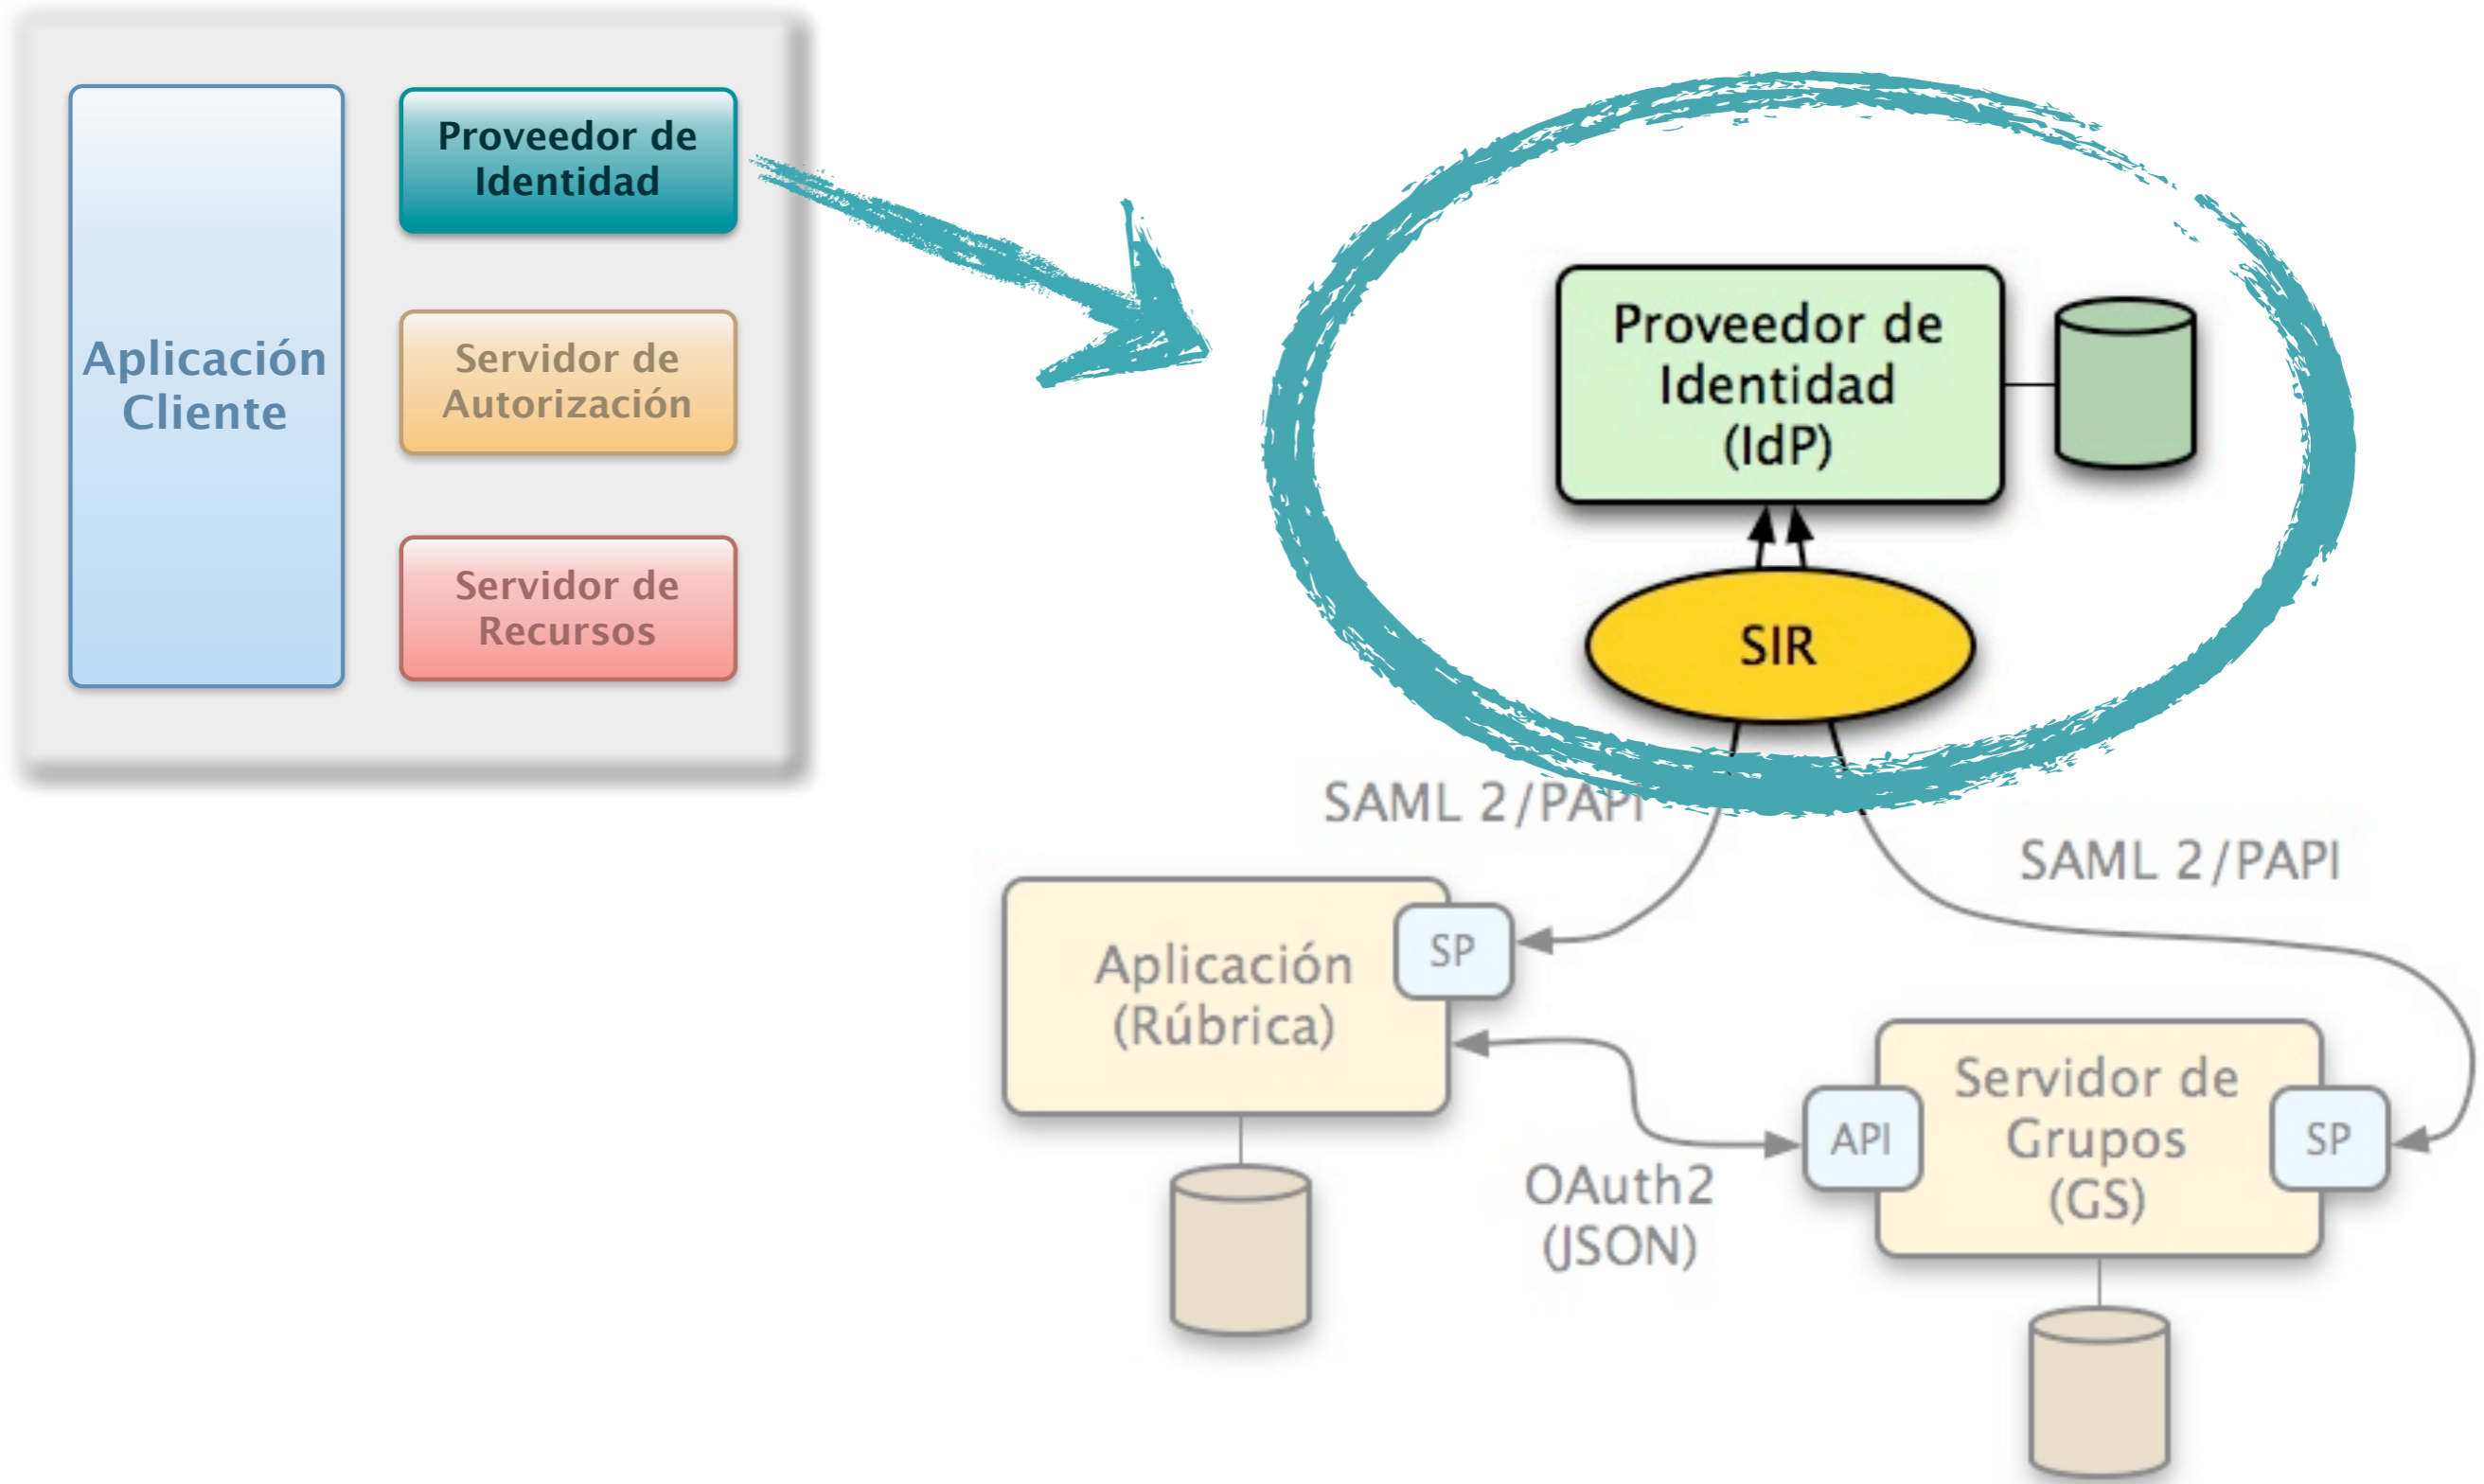 Aplicación
Cliente
Proveedor de
Identidad
Servidor de
Autorización
Servidor de
Recursos
Proveedor de
Identidad
(IdP)
SIR
SAML 2/PAPI
SAML 2/PAPI
Aplicación
(Rúbrica)
SP
OAuth2
(JSON)
API
Servidor de
Grupos
(GS)
SP